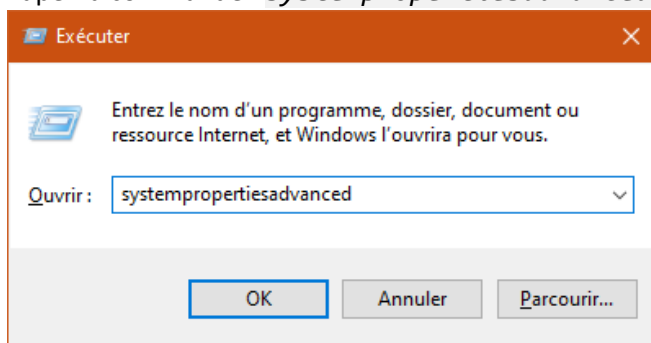 Exécuter
Entrez le nom d'un programme, dossier, document ou
ressource Internet, et Windows l'ouvrira pour vous.
Ouvrir : systempropertiesadvanced
OK Annuler Parcourir...